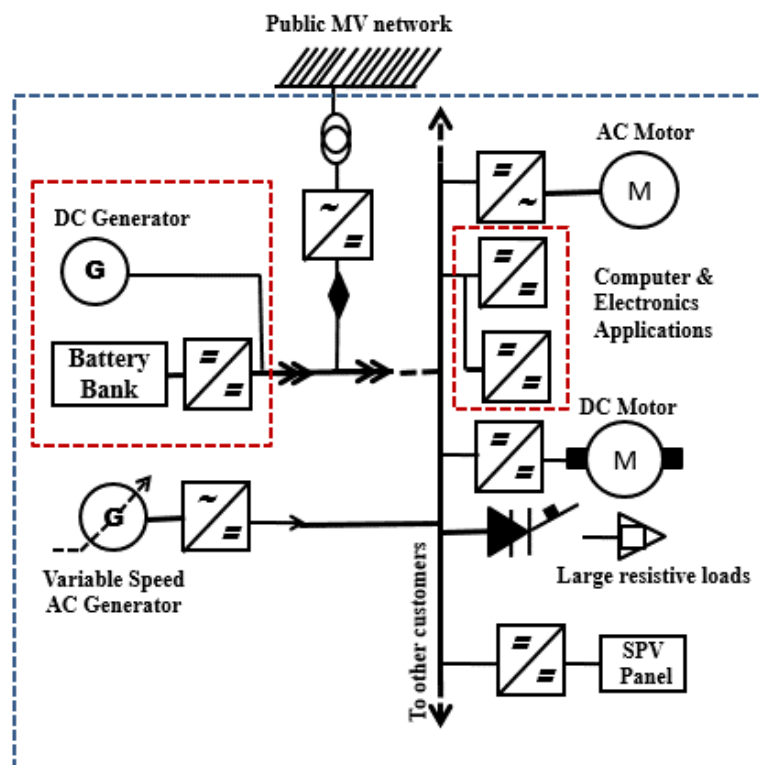 Public MV network
AC Motor
M
DC Generator
G
Computer &
Electronics
Applications
Battery
Bank
DC Motor
M
G
Variable Speed
AC Generator
Large resistive loads
To other customers
SPV
Panel